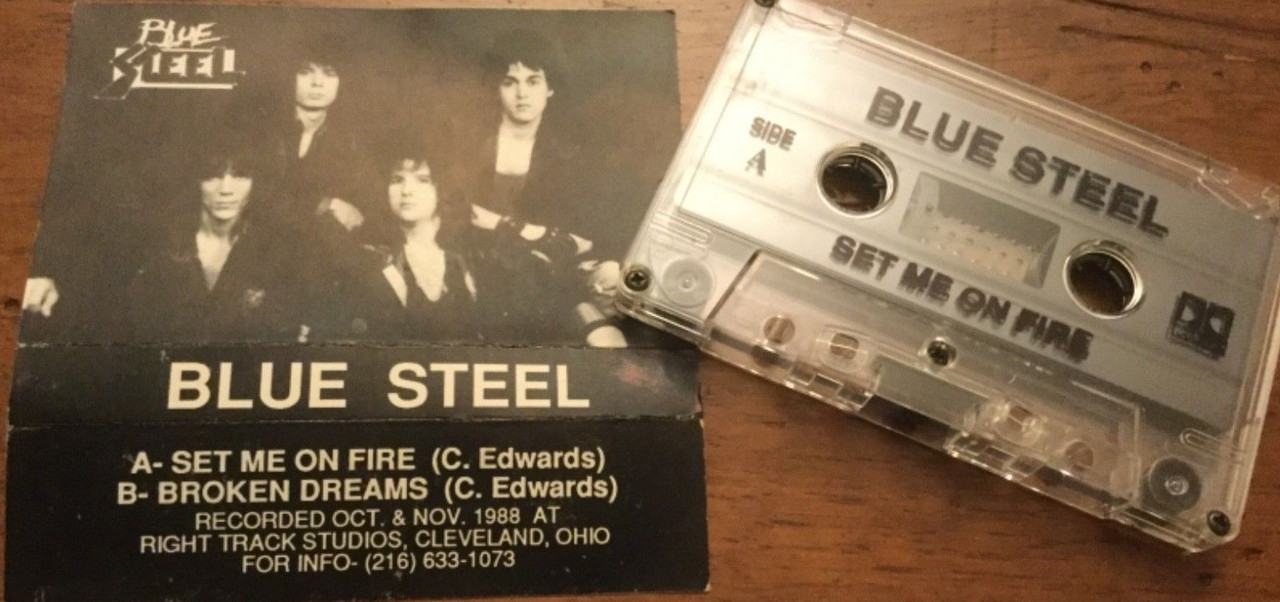 BLUE
STEEL
BLUE STEEL
A- SET ME ON FIRE (C. Edwards)
B- BROKEN DREAMS (C. Edwards)
RECORDED OCT. & NOV. 1988 AT
RIGHT TRACK STUDIOS, CLEVELAND, OHIO
FOR INFO- (216) 633-1073
SIDE
A
BLUE STEEL
SET ME ON FIRE